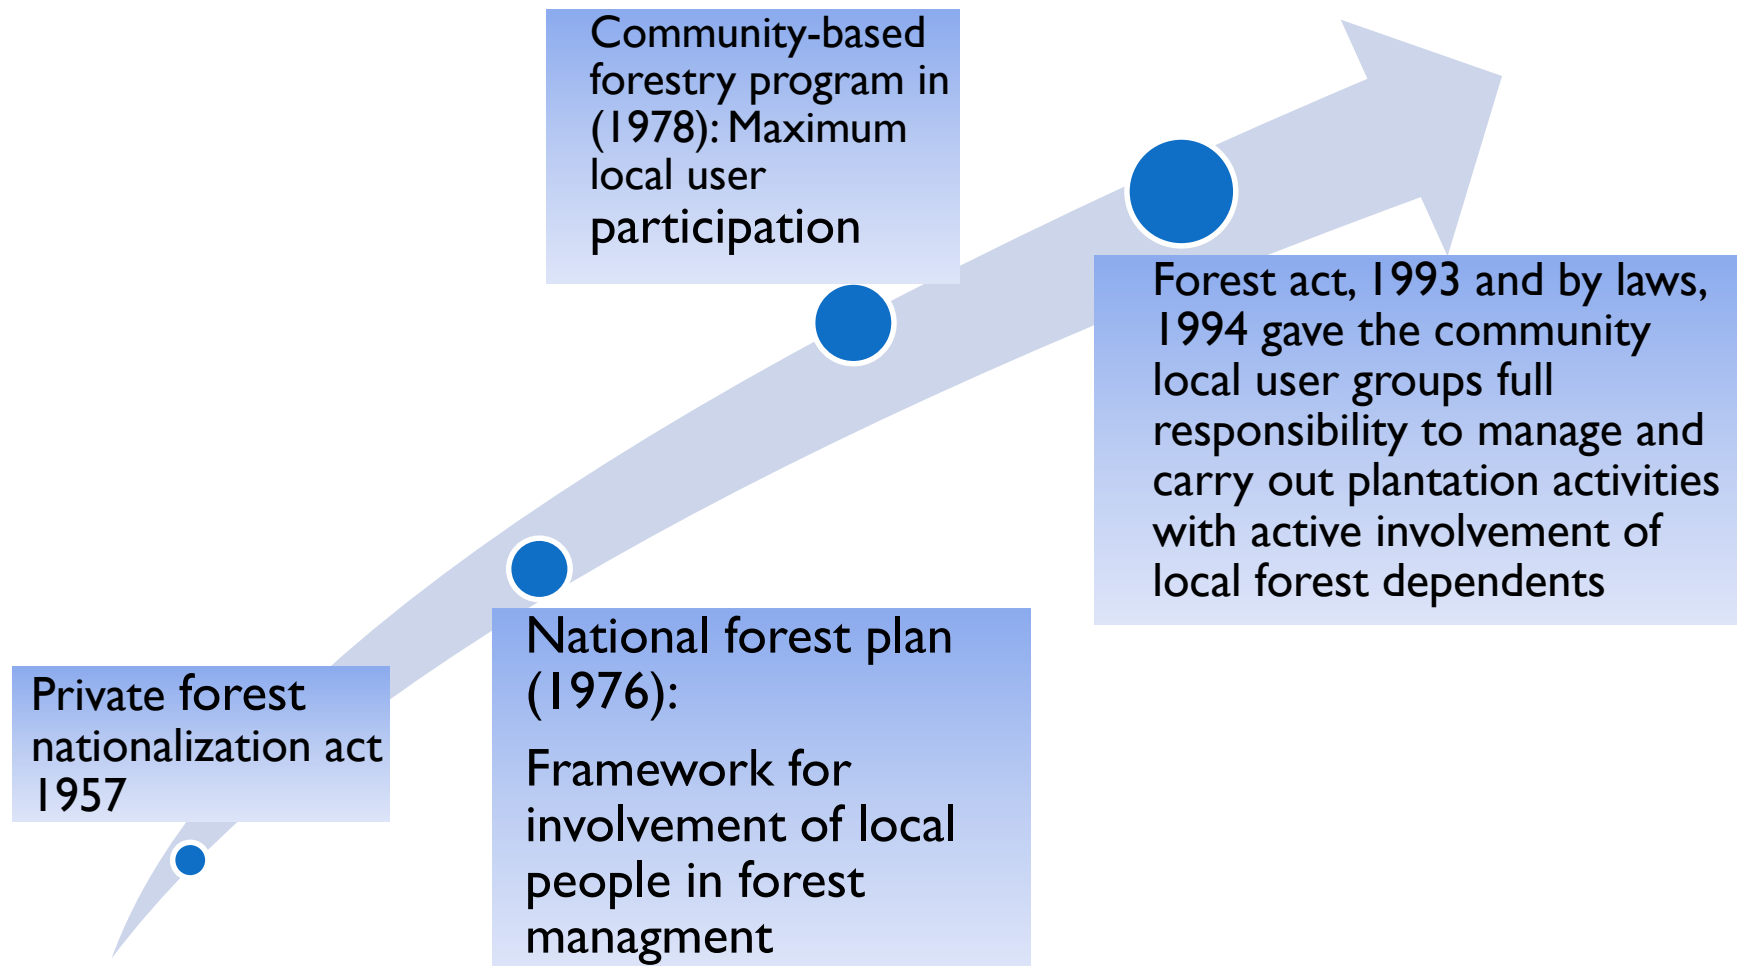 Community-based
forestry program in
(1978): Maximum
local user
participation
Forest act, 1993 and by laws,
1994 gave the community
local user groups full
responsibility to manage and
carry out plantation activities
with active involvement of
local forest dependents
National forest plan
(1976):
Framework for
involvement of local
people in forest
managment
Private forest
nationalization act
1957